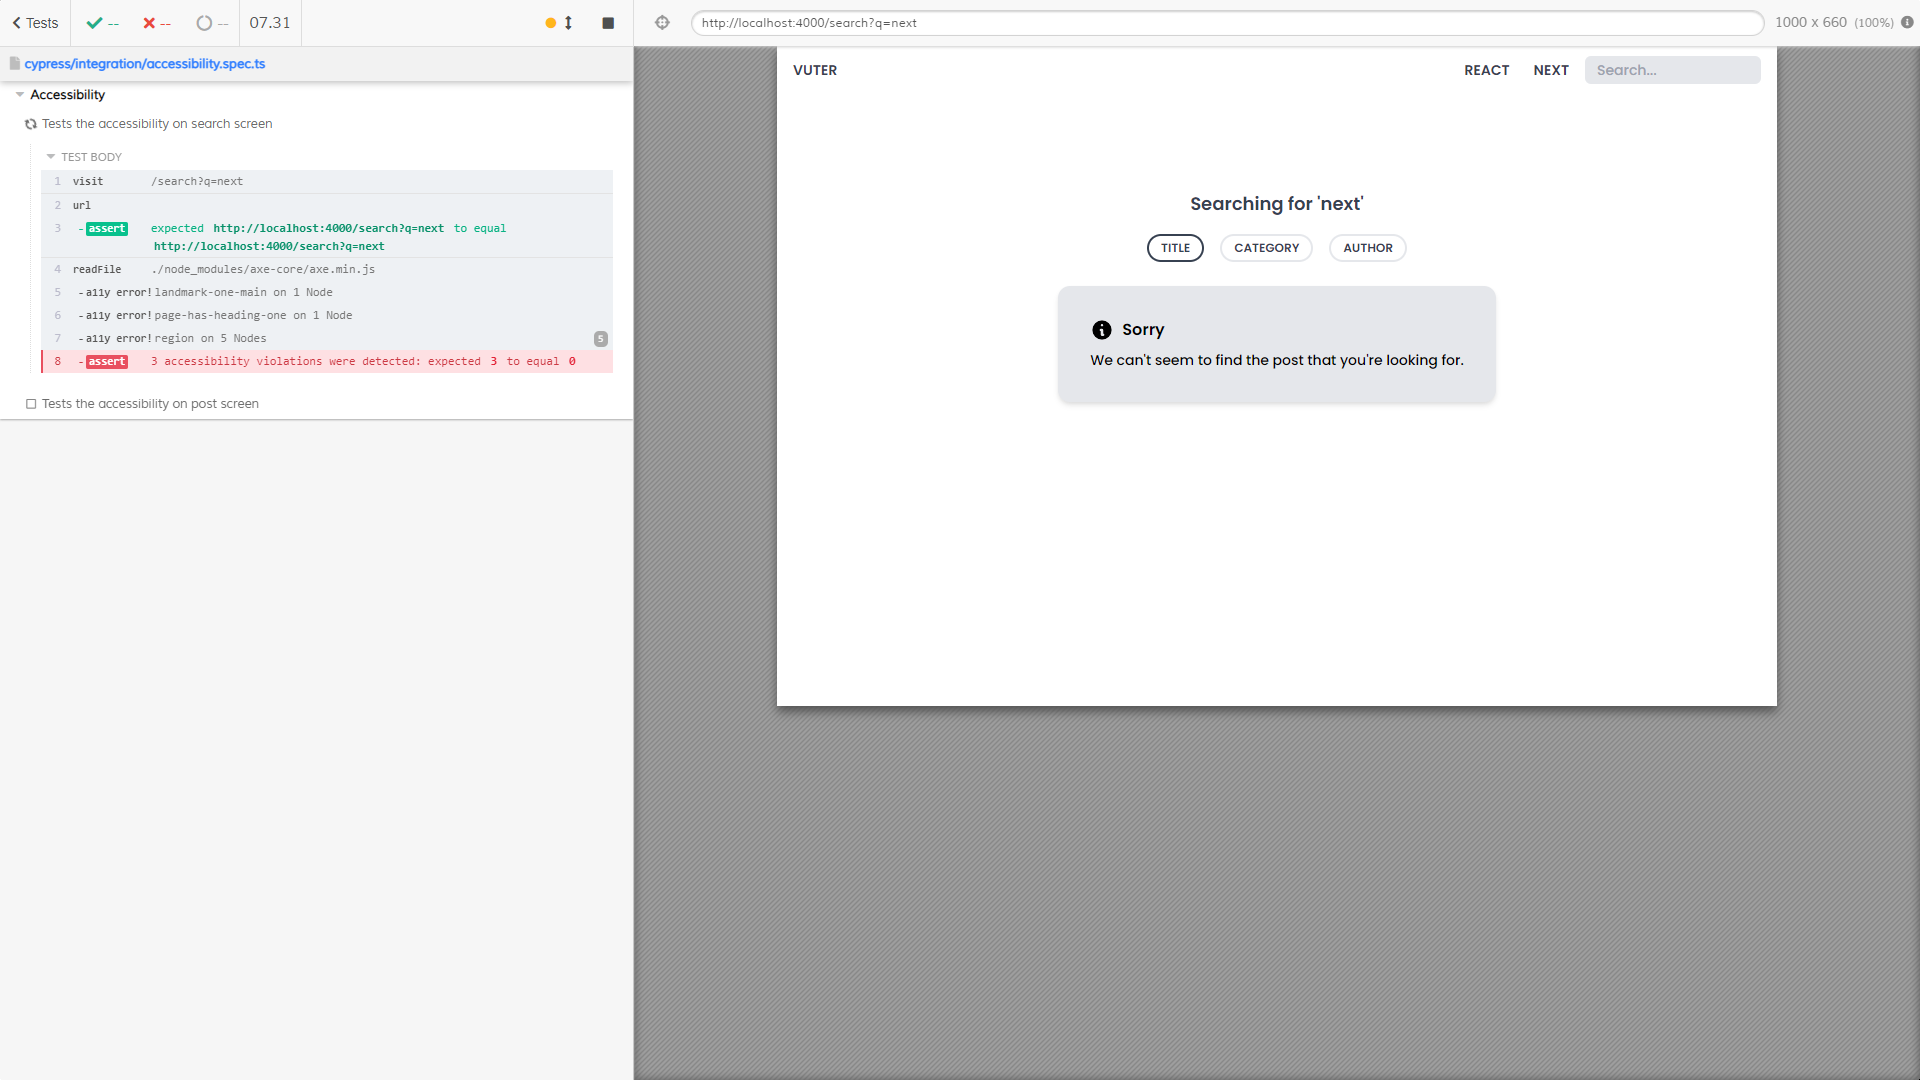 Tests
--
--
--
07.31
http://localhost:4000/search?q=next
1000 x 660 (100%)
cypress/integration/accessibility.spec.ts
Accessibility
Tests the accessibility on search screen
TEST BODY
1 visit /search?q=next
2 url
3 -assert expected http://localhost:4000/search?q=next to equal
http://localhost:4000/search?q=next
4 readFile ./node_modules/axe-core/axe.min.js
5 -a11y error! landmark-one-main on 1 Node
6 -a11y error! page-has-heading-one on 1 Node
7 -a11y error! region on 5 Nodes 5
8 -assert 3 accessibility violations were detected: expected 3 to equal 0
Tests the accessibility on post screen
VUTER
REACT NEXT Search...
Searching for 'next'
TITLE CATEGORY AUTHOR
Sorry
We can't seem to find the post that you're looking for.